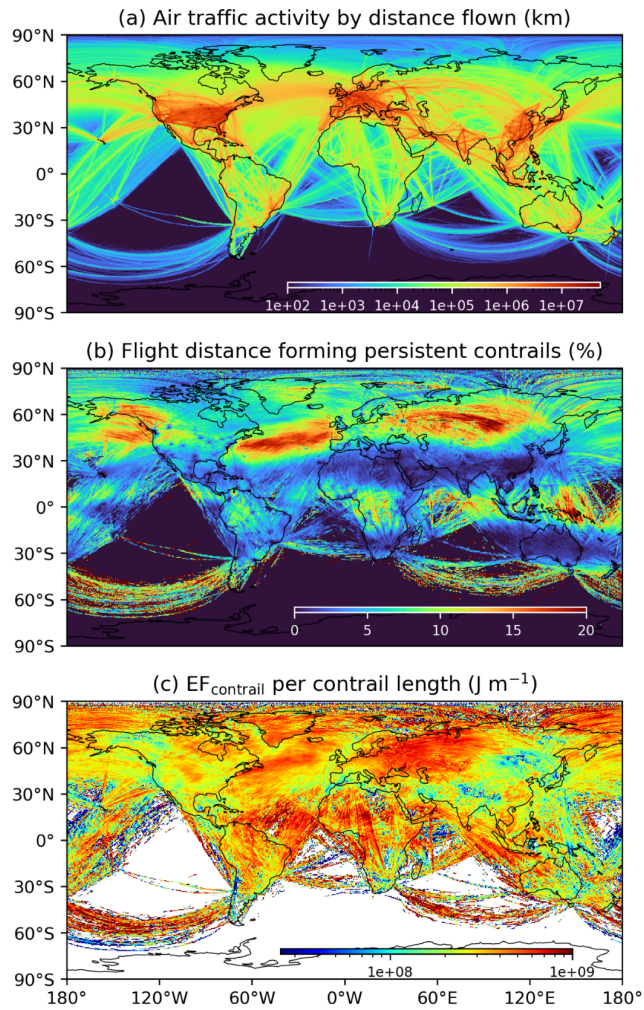 (a) Air traffic activity by distance flown (km)
90°N
60°N
30°N
0°
30°S
60°S
90°S
1e+02 1e+03 1e+04 1e+05 1e+06 1e+07
(b) Flight distance forming persistent contrails (%)
90°N
60°N
30°N
0°
30°S
60°S
90°S
0 5 10 15 20
(c) EFcontrail per contrail length (J m⁻¹)
90°N
60°N
30°N
0°
30°S
60°S
90°S
1e+08 1e+09
180° 120°W 60°W 0°W 60°E 120°E 180°